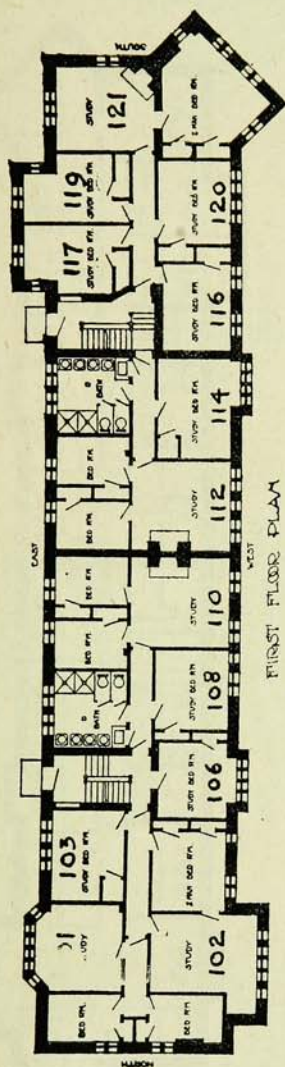 SOUTH
STUDY
121
2 MAN BED RM.
119
STUDY BED RM.
117
STUDY BED RM.
STUDY BED RM.
120
STUDY BED RM.
116
BATH
STUDY BED RM.
114
BED RM.
BED RM.
STUDY
112
EAST
WEST
FIRST FLOOR PLAN
BED RM.
BED RM.
STUDY
110
BATH
STUDY BED RM.
108
STUDY BED RM.
106
103
STUDY BED RM.
2 MAN BED RM.
STUDY
102
BED RM.
BED RM.
NORTH